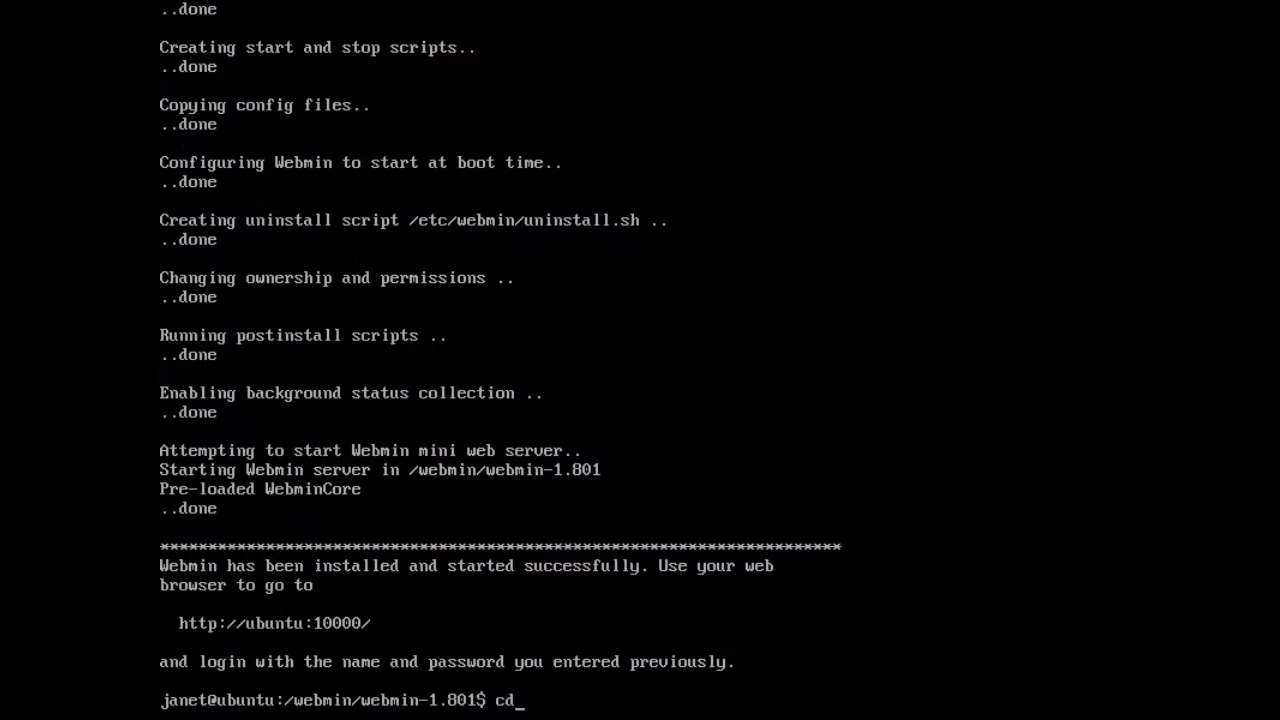 ..done
Creating start and stop scripts..
..done
Copying config files..
..done
Configuring Webmin to start at boot time..
..done
Creating uninstall script /etc/webmin/uninstall.sh ..
..done
Changing ownership and permissions ..
..done
Running postinstall scripts ..
..done
Enabling background status collection ..
..done
Attempting to start Webmin mini web server..
Starting Webmin server in /webmin/webmin-1.801
Pre-loaded WebminCore
..done
***********************************************************************
Webmin has been installed and started successfully. Use your web
browser to go to
http://ubuntu:10000/
and login with the name and password you entered previously.
janet@ubuntu:/webmin/webmin-1.801$ cd_